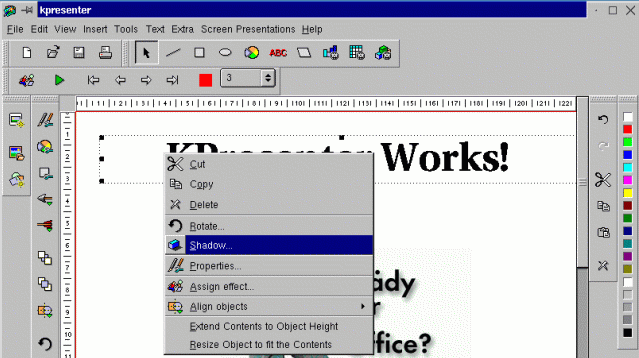 kpresenter
File Edit View Insert Tools Text Extra Screen Presentations Help
ABC
3
KPresenter Works!
Cut
Copy
Delete
Rotate...
Shadow...
Properties...
Assign effect...
Align objects
Extend Contents to Object Height
Resize Object to fit the Contents
ady
r
ffice?